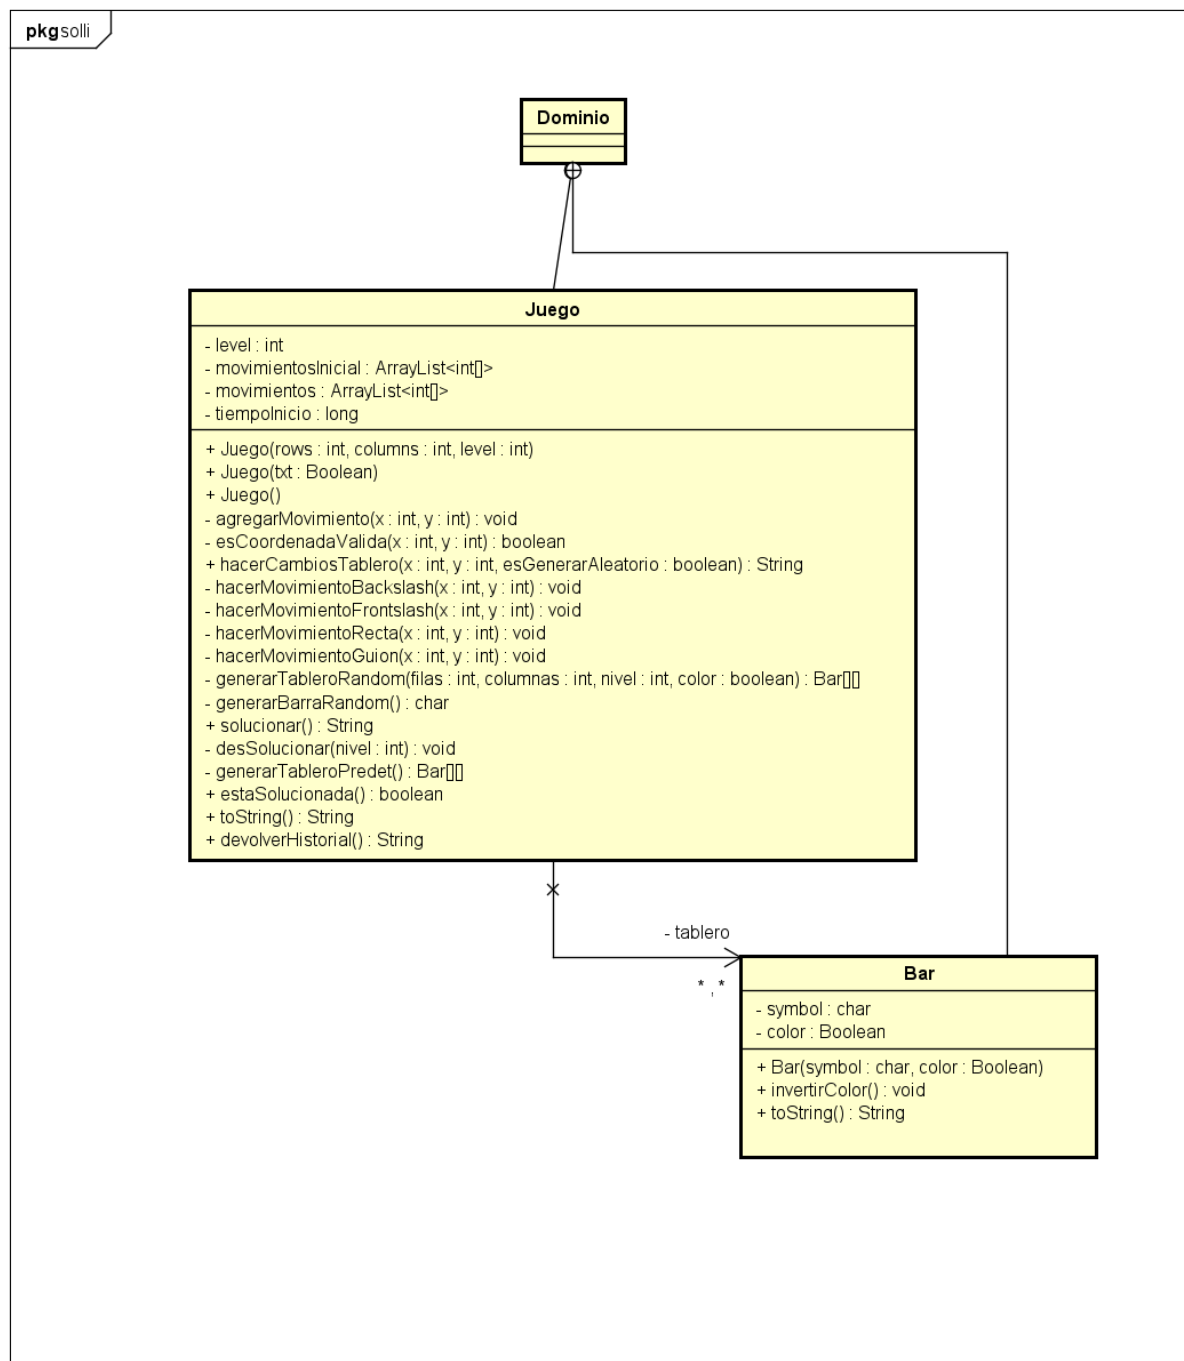 pkg solli
Dominio
Juego
- level : int
- movimientosInicial : ArrayList<int[]>
- movimientos : ArrayList<int[]>
- tiempoInicio : long
+ Juego(rows : int, columns : int, level : int)
+ Juego(txt : Boolean)
+ Juego()
- agregarMovimiento(x : int, y : int) : void
- esCoordenadaValida(x : int, y : int) : boolean
+ hacerCambiosTablero(x : int, y : int, esGenerarAleatorio : boolean) : String
- hacerMovimientoBackslash(x : int, y : int) : void
- hacerMovimientoFrontslash(x : int, y : int) : void
- hacerMovimientoRecta(x : int, y : int) : void
- hacerMovimientoGuion(x : int, y : int) : void
- generarTableroRandom(filas : int, columnas : int, nivel : int, color : boolean) : Bar[][]
- generarBarraRandom() : char
+ solucionar() : String
- desSolucionar(nivel : int) : void
- generarTableroPredet() : Bar[][]
+ estaSolucionada() : boolean
+ toString() : String
+ devolverHistorial() : String
- tablero
* , *
Bar
- symbol : char
- color : Boolean
+ Bar(symbol : char, color : Boolean)
+ invertirColor() : void
+ toString() : String